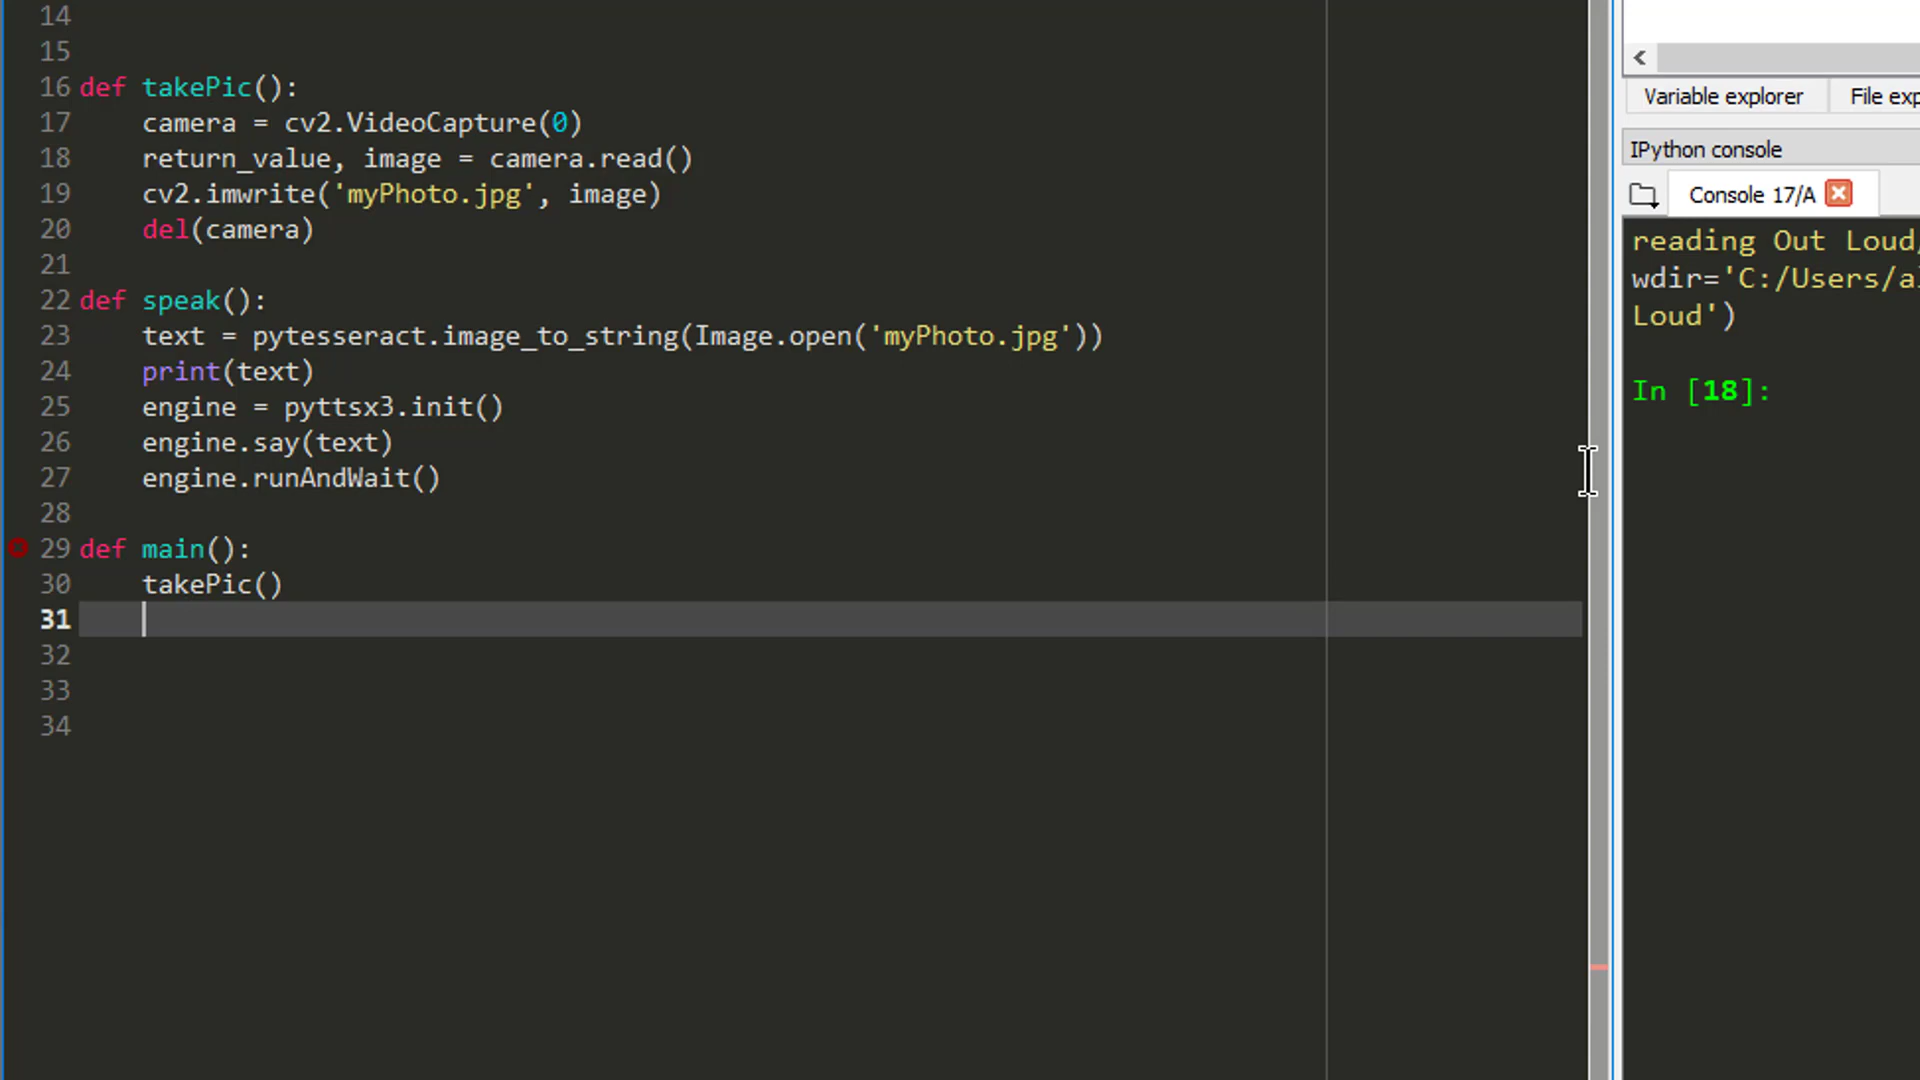 14
15
16 def takePic():
17     camera = cv2.VideoCapture(0)
18     return_value, image = camera.read()
19     cv2.imwrite('myPhoto.jpg', image)
20     del(camera)
21
22 def speak():
23     text = pytesseract.image_to_string(Image.open('myPhoto.jpg'))
24     print(text)
25     engine = pyttsx3.init()
26     engine.say(text)
27     engine.runAndWait()
28
29 def main():
30     takePic()
31
32
33
34
Variable explorer
File exp
IPython console
Console 17/A
reading Out Loud,
wdir='C:/Users/a
Loud')
In [18]: